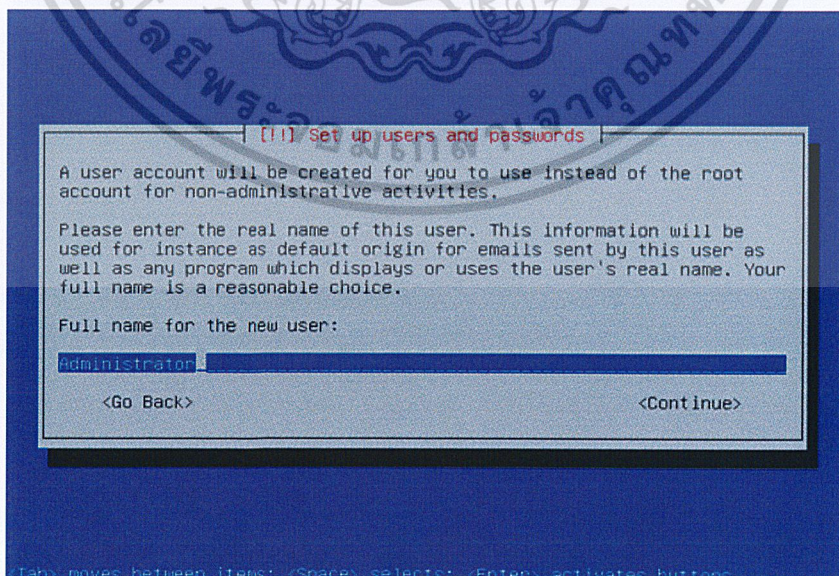 [!!] Set up users and passwords
A user account will be created for you to use instead of the root
account for non-administrative activities.
Please enter the real name of this user. This information will be
used for instance as default origin for emails sent by this user as
well as any program which displays or uses the user's real name. Your
full name is a reasonable choice.
Full name for the new user:
Administrator
<Go Back> <Continue>
<Tab> moves between items; <Space> selects; <Enter> activates buttons